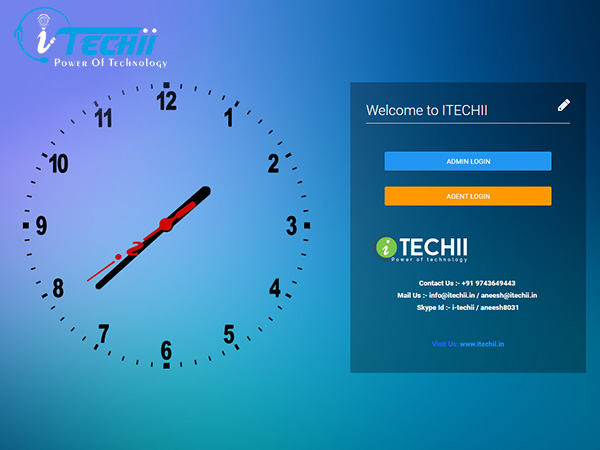 i TECHii
Power Of Technology
12
1
2
3
4
5
6
7
8
9
10
11
Welcome to ITECHII
ADMIN LOGIN
AGENT LOGIN
i TECHII
Power of technology
Contact Us :- +91 9743649443
Mail Us :- info@itechii.in / aneesh@itechii.in
Skype Id :- i-techii / aneesh8031
Visit Us: www.itechii.in